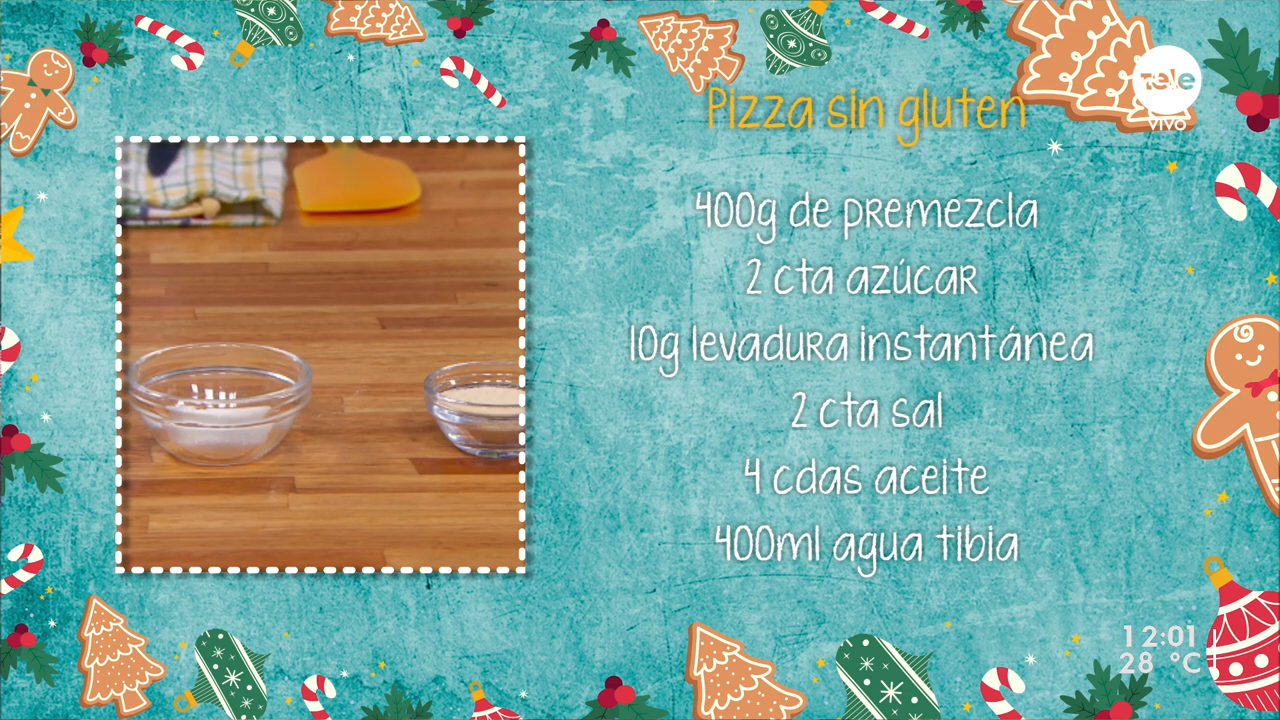 Pizza sin gluten
tele
VIVO
400g de premezcla
2 cta azúcar
10g levadura instantánea
2 cta sal
4 cdas aceite
400ml agua tibia
12:01
28 °C